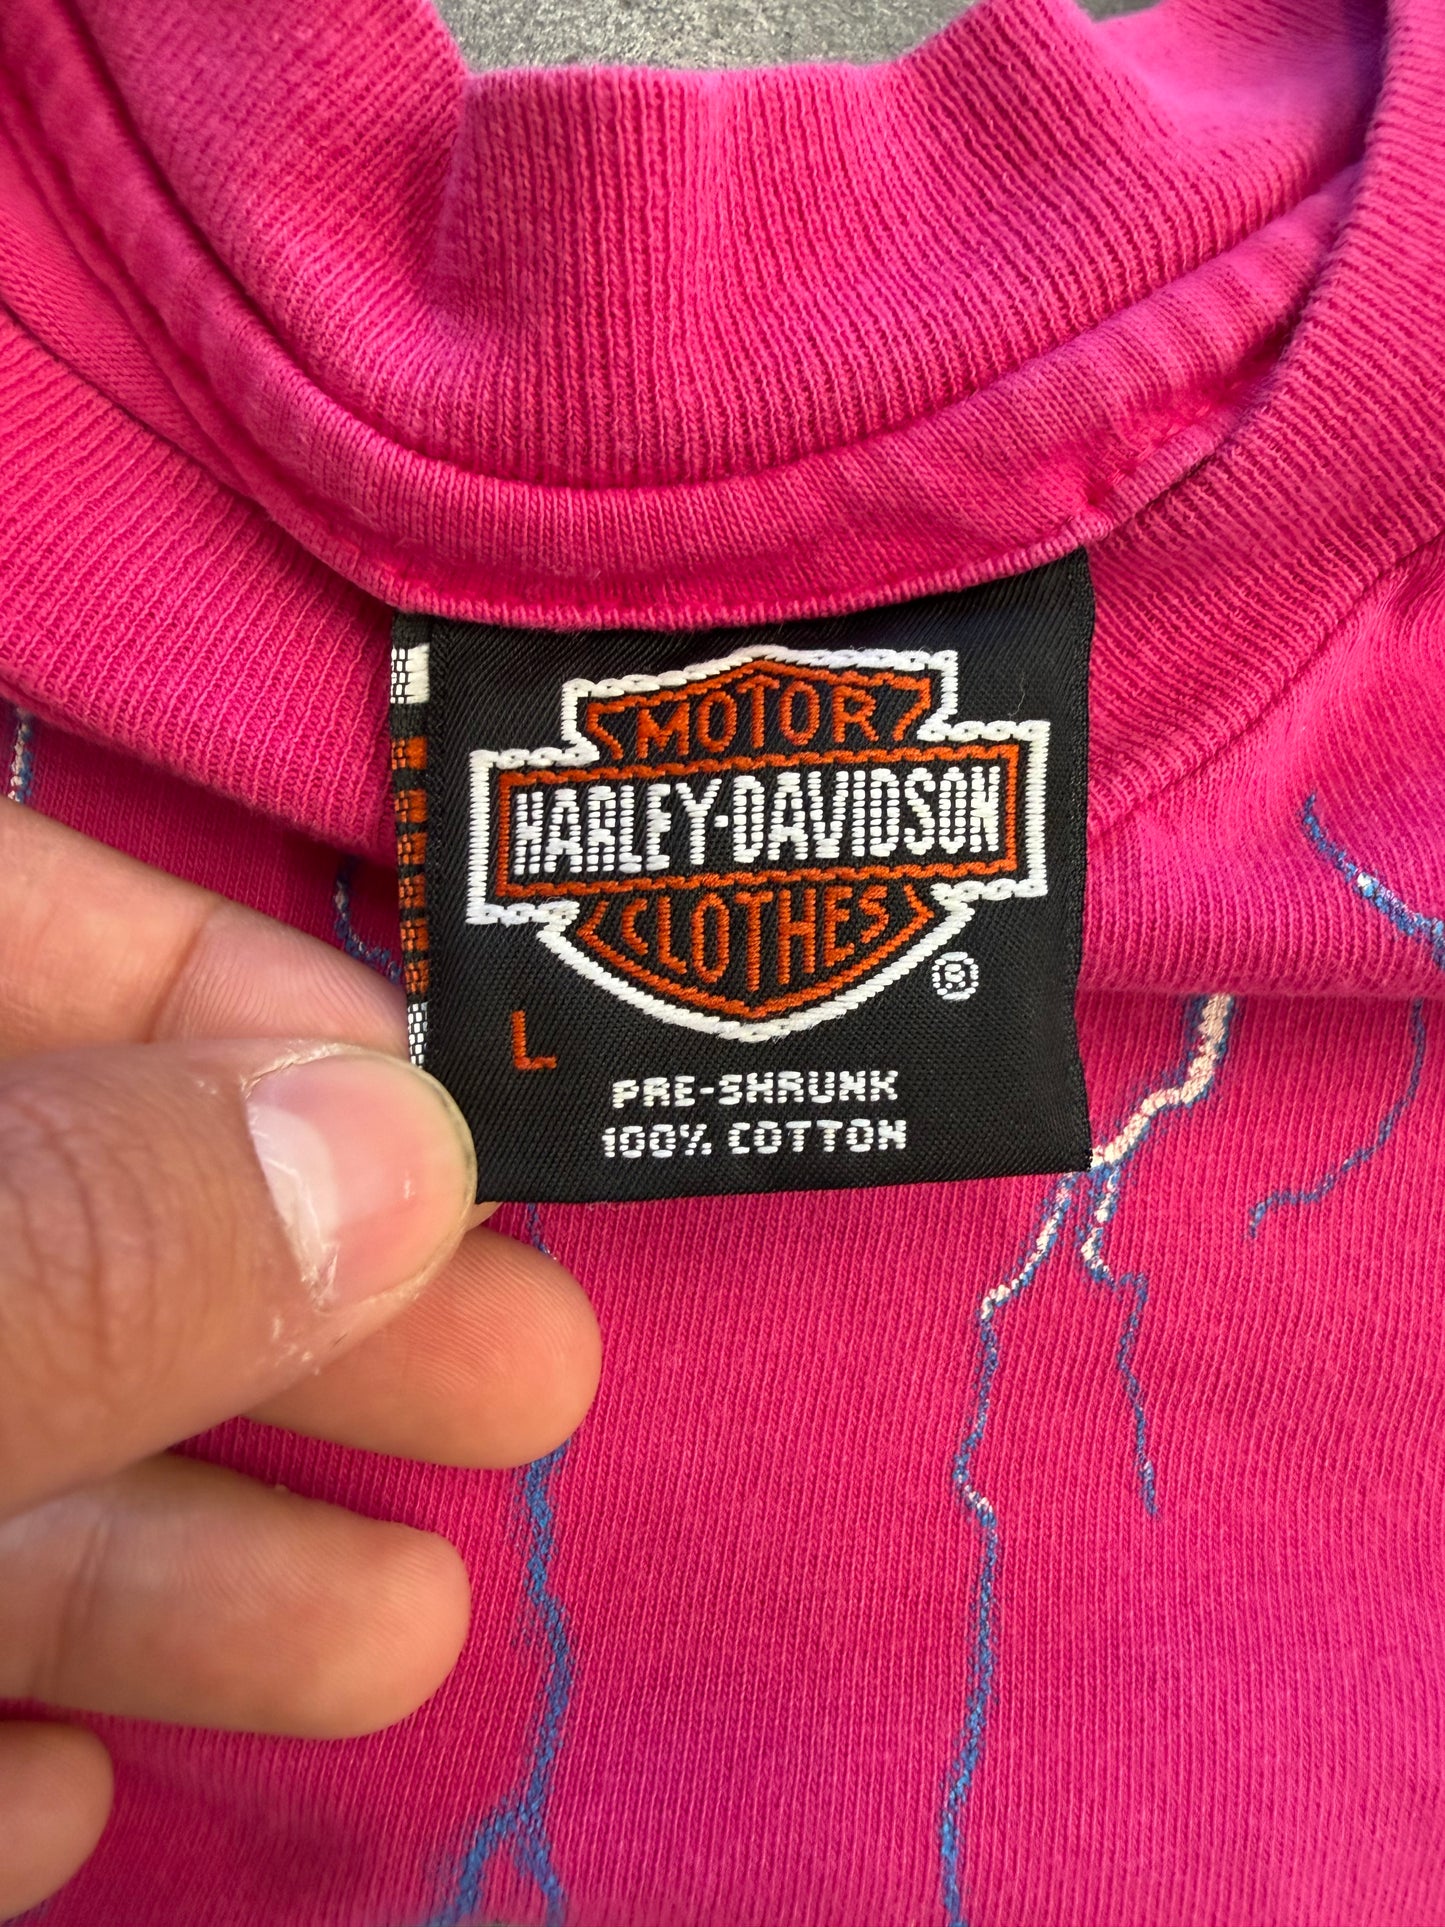 MOTOR
HARLEY-DAVIDSON
CLOTHES
®
L
PRE-SHRUNK
100% COTTON